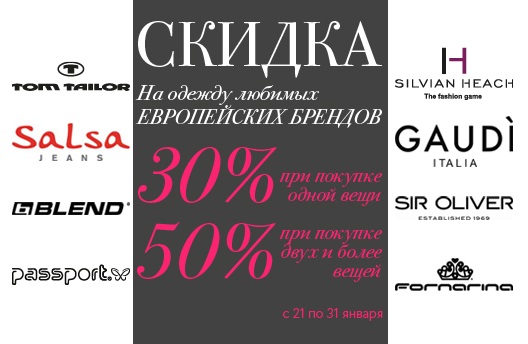 TOM TAILOR
Salsa
JEANS
BLEND
passport
СКИДКА
На одежду любимых
ЕВРОПЕЙСКИХ БРЕНДОВ
30% при покупке
одной вещи
50% при покупке
двух и более
вещей
с 21 по 31 января
SILVIAN HEACH
The fashion game
GAUDÌ
ITALIA
SIR OLIVER
ESTABLISHED 1969
fornarina